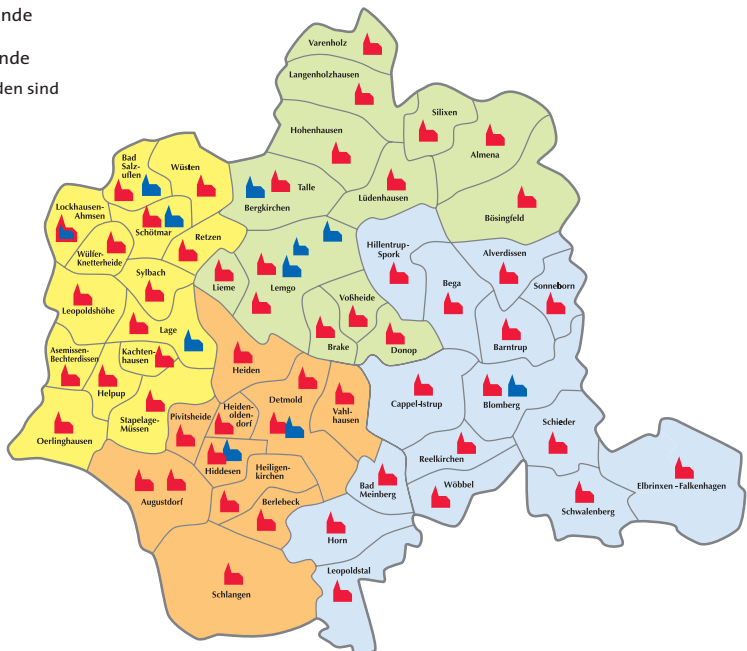 nde
nde
den sind
Varenholz
Langenholzhausen
Silixen
Hohenhausen
Almena
Bad
Salz-
uflen
Wüsten
Talle
Bergkirchen
Lüdenhausen
Bösingfeld
Lockhausen-
Ahmsen
Schötmar
Retzen
Wülfer-
Knetterheide
Hillentrup-
Spork
Alverdissen
Sylbach
Lieme
Lemgo
Bega
Sonneborn
Leopoldshöhe
Voßheide
Lage
Brake
Donop
Barntrup
Asemissen-
Bechterdissen
Kachten-
hausen
Heiden
Helpup
Detmold
Cappel-Istrup
Blomberg
Stapelage-
Müssen
Pivitsheide
Heiden-
olden-
dorf
Vahl-
hausen
Schieder
Oerlinghausen
Reelkirchen
Hiddesen
Heiligen-
kirchen
Bad
Meinberg
Wöbbel
Elbrinxen-Falkenhagen
Augustdorf
Berlebeck
Schwalenberg
Horn
Leopoldstal
Schlangen